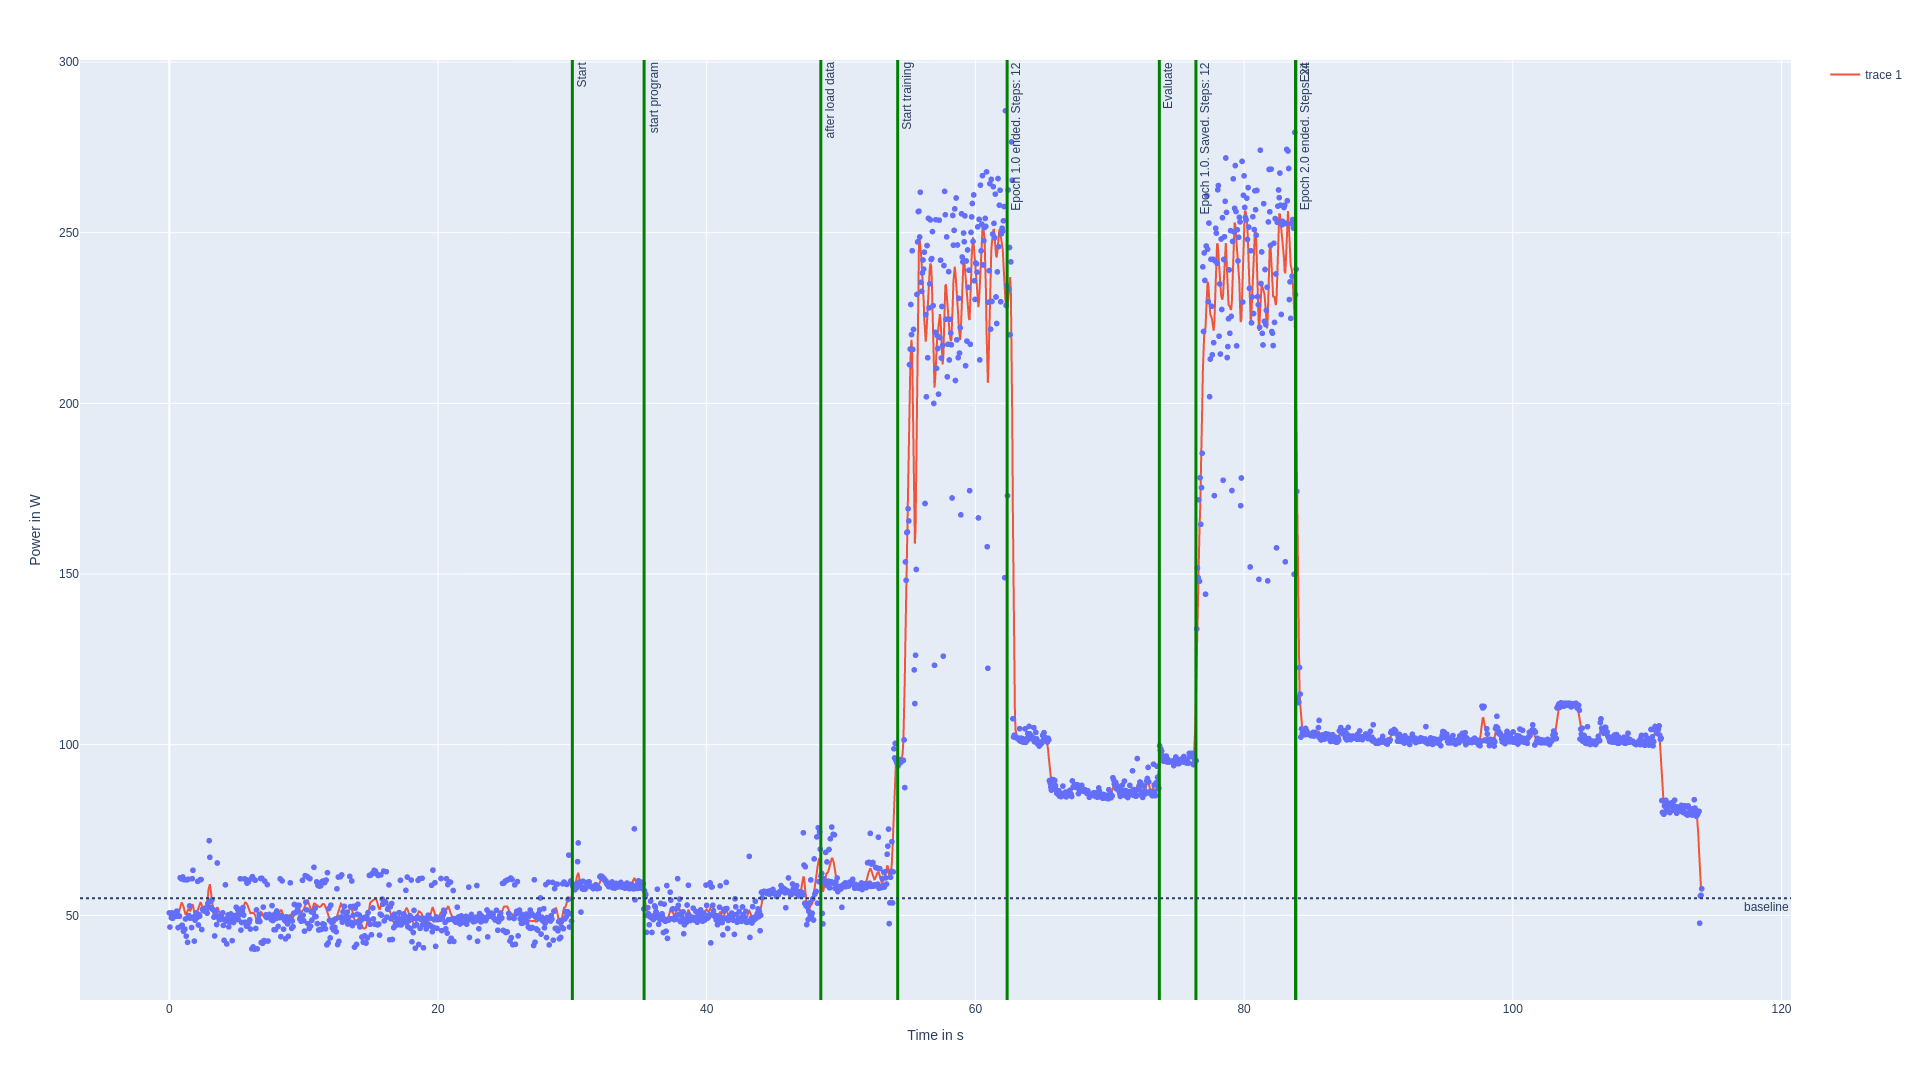 300
250
200
150
100
50
Power in W
0
20
40
60
80
100
120
Time in s
Start
start program
after load data
Start training
Epoch 1.0 ended. Steps: 12
Evaluate
Epoch 1.0. Saved. Steps: 12
Epoch 2.0 ended. Steps: 24
Exit
baseline
trace 1